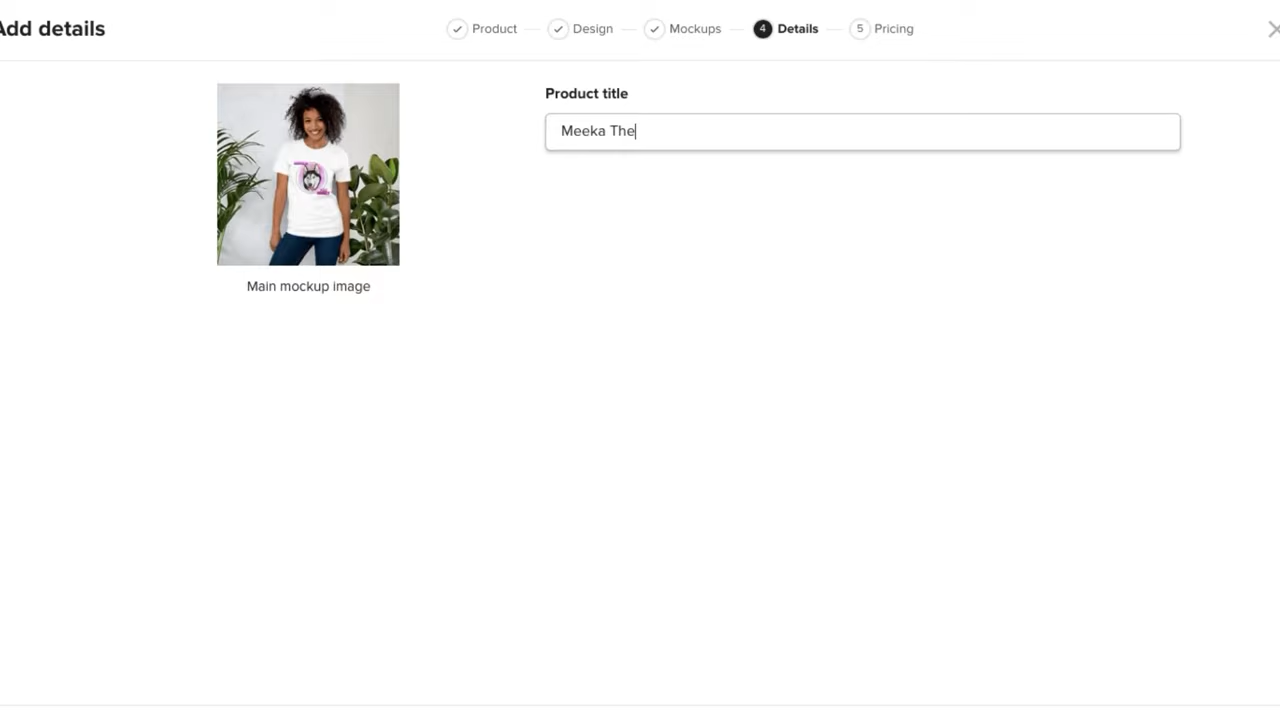 Add details
Product
Design
Mockups
4 Details
5 Pricing
Product title
Meeka The
Main mockup image